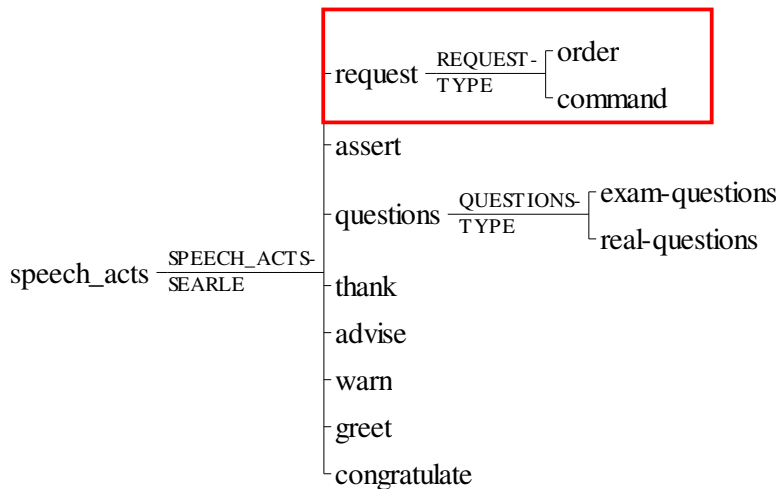 order
request REQUEST-
TYPE
command
assert
exam-questions
questions QUESTIONS-
TYPE
real-questions
speech_acts SPEECH_ACTS-
SEARLE
thank
advise
warn
greet
congratulate